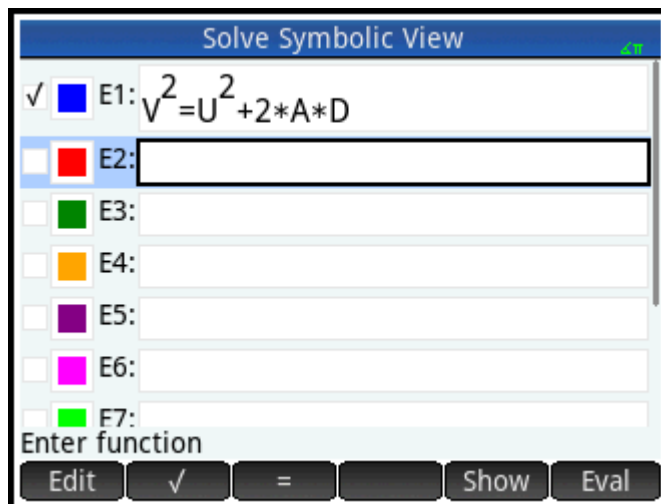 Solve Symbolic View
∡π
√ E1: V²=U²+2*A*D
E2:
E3:
E4:
E5:
E6:
E7:
Enter function
Edit √ = Show Eval